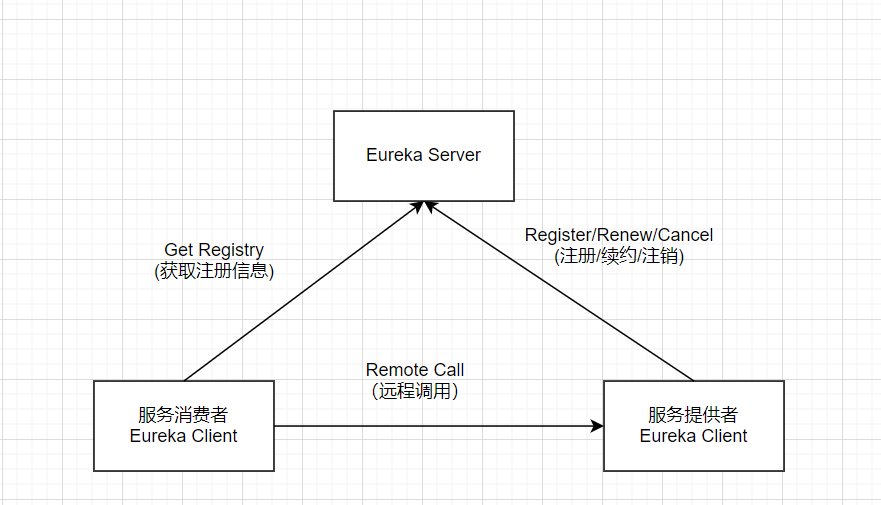 Eureka Server
Get Registry
(获取注册信息)
Register/Renew/Cancel
(注册/续约/注销)
Remote Call
（远程调用）
服务消费者
Eureka Client
服务提供者
Eureka Client